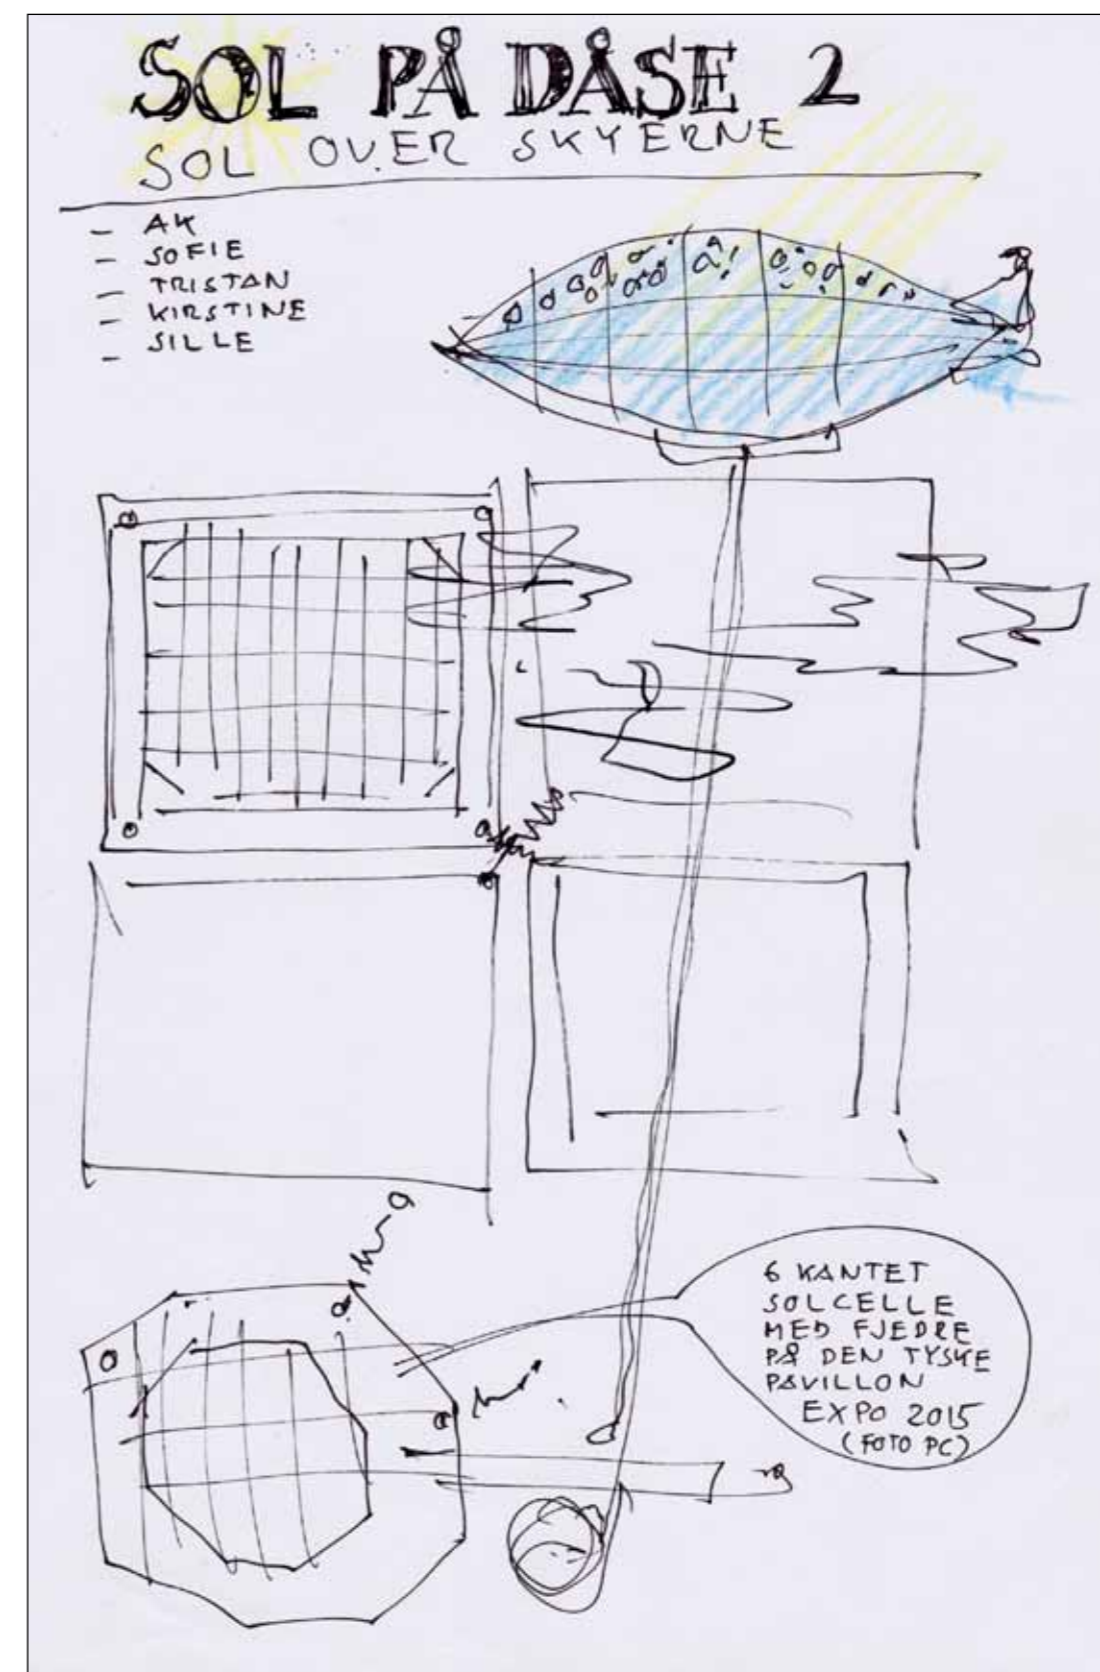 SOL PÅ DÅSE 2
SOL OVER SKYERNE
- AK
- SOFIE
- TRISTAN
- KIRSTINE
- SILLE
6 KANTET
SOLCELLE
MED FJEDRE
PÅ DEN TYSKE
PAVILLON
EXPO 2015
(FOTO PC)